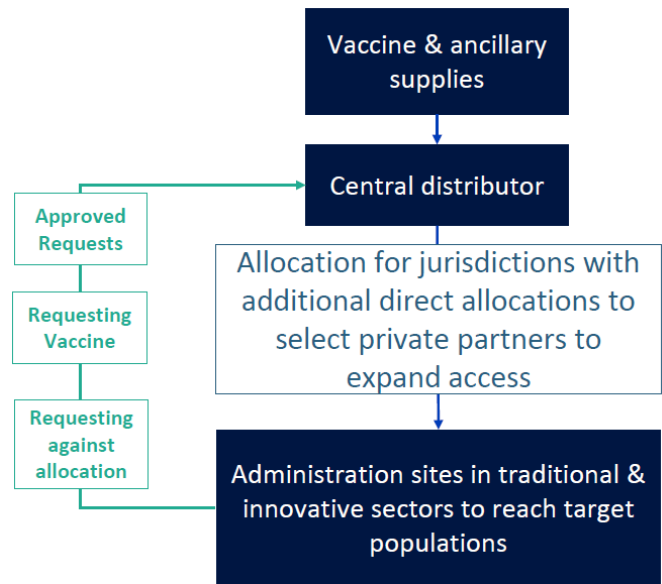 Vaccine & ancillary
supplies
Central distributor
Approved
Requests
Allocation for jurisdictions with
additional direct allocations to
select private partners to
expand access
Requesting
Vaccine
Requesting
against
allocation
Administration sites in traditional &
innovative sectors to reach target
populations